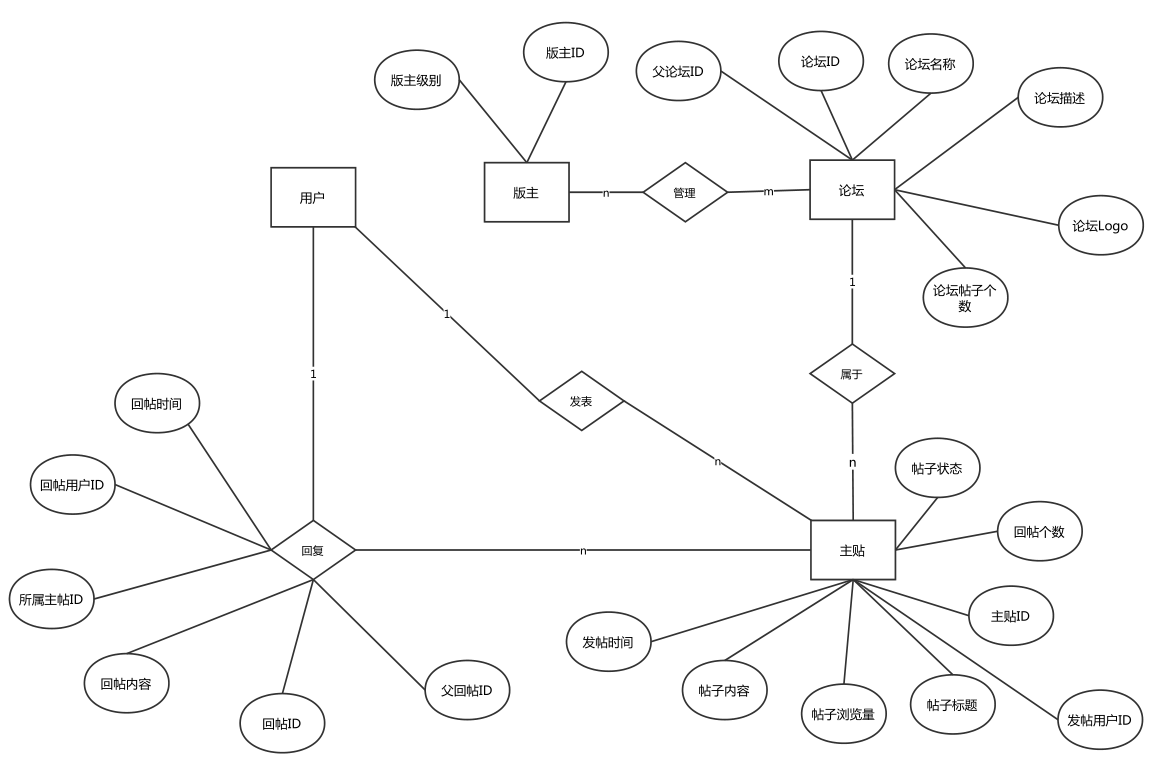 版主ID
版主级别
父论坛ID
论坛ID
论坛名称
论坛描述
用户
版主
n
管理
m
论坛
论坛Logo
论坛帖子个
数
1
1
1
属于
发表
回帖时间
n
n
帖子状态
回帖用户ID
回帖个数
回复
n
主贴
所属主帖ID
主贴ID
发帖时间
回帖内容
父回帖ID
帖子内容
帖子浏览量
帖子标题
发帖用户ID
回帖ID